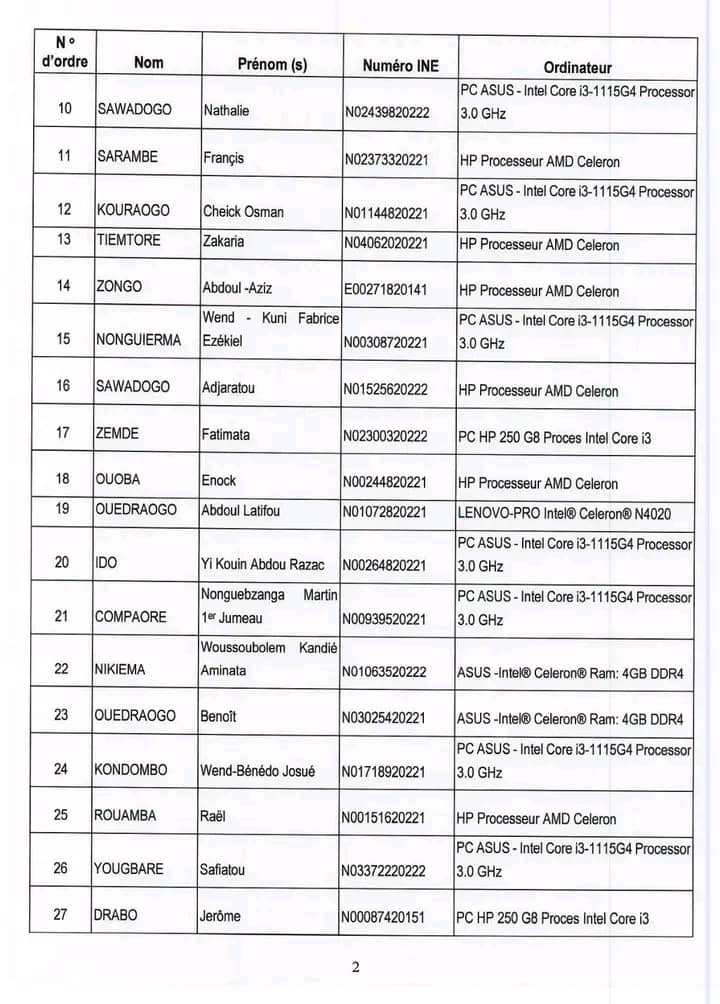 N°
d'ordre Nom Prénom (s) Numéro INE Ordinateur
PC ASUS - Intel Core i3-1115G4 Processor
10 SAWADOGO Nathalie N02439820222 3.0 GHz
11 SARAMBE Françis N02373320221 HP Processeur AMD Celeron
PC ASUS - Intel Core i3-1115G4 Processor
12 KOURAOGO Cheick Osman N01144820221 3.0 GHz
13 TIEMTORE Zakaria N04062020221 HP Processeur AMD Celeron
14 ZONGO Abdoul -Aziz E00271820141 HP Processeur AMD Celeron
Wend - Kuni Fabrice PC ASUS - Intel Core i3-1115G4 Processor
15 NONGUIERMA Ezékiel N00308720221 3.0 GHz
16 SAWADOGO Adjaratou N01525620222 HP Processeur AMD Celeron
17 ZEMDE Fatimata N02300320222 PC HP 250 G8 Proces Intel Core i3
18 OUOBA Enock N00244820221 HP Processeur AMD Celeron
19 OUEDRAOGO Abdoul Latifou N01072820221 LENOVO-PRO Intel® Celeron® N4020
PC ASUS - Intel Core i3-1115G4 Processor
20 IDO Yi Kouin Abdou Razac N00264820221 3.0 GHz
Nonguebzanga Martin PC ASUS - Intel Core i3-1115G4 Processor
21 COMPAORE 1er Jumeau N00939520221 3.0 GHz
Woussoubolem Kandié
22 NIKIEMA Aminata N01063520222 ASUS -Intel® Celeron® Ram: 4GB DDR4
23 OUEDRAOGO Benoît N03025420221 ASUS -Intel® Celeron® Ram: 4GB DDR4
PC ASUS - Intel Core i3-1115G4 Processor
24 KONDOMBO Wend-Bénédo Josué N01718920221 3.0 GHz
25 ROUAMBA Raël N00151620221 HP Processeur AMD Celeron
PC ASUS - Intel Core i3-1115G4 Processor
26 YOUGBARE Safiatou N03372220222 3.0 GHz
27 DRABO Jerôme N00087420151 PC HP 250 G8 Proces Intel Core i3
2